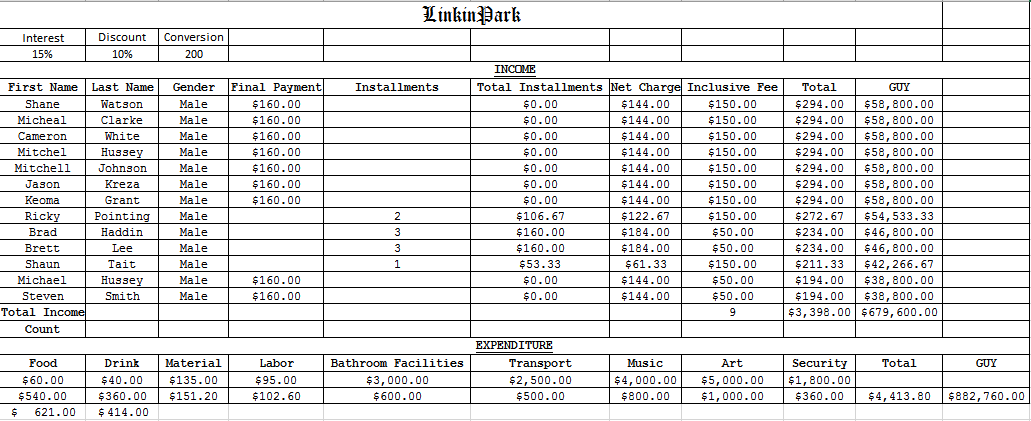 LinkinPark
Interest Discount Conversion
15% 10% 200
INCOME
First Name Last Name Gender Final Payment Installments Total Installments Net Charge Inclusive Fee Total GUY
Shane Watson Male $160.00 $0.00 $144.00 $150.00 $294.00 $58,800.00
Micheal Clarke Male $160.00 $0.00 $144.00 $150.00 $294.00 $58,800.00
Cameron White Male $160.00 $0.00 $144.00 $150.00 $294.00 $58,800.00
Mitchel Hussey Male $160.00 $0.00 $144.00 $150.00 $294.00 $58,800.00
Mitchell Johnson Male $160.00 $0.00 $144.00 $150.00 $294.00 $58,800.00
Jason Kreza Male $160.00 $0.00 $144.00 $150.00 $294.00 $58,800.00
Keoma Grant Male $160.00 $0.00 $144.00 $150.00 $294.00 $58,800.00
Ricky Pointing Male 2 $106.67 $122.67 $150.00 $272.67 $54,533.33
Brad Haddin Male 3 $160.00 $184.00 $50.00 $234.00 $46,800.00
Brett Lee Male 3 $160.00 $184.00 $50.00 $234.00 $46,800.00
Shaun Tait Male 1 $53.33 $61.33 $150.00 $211.33 $42,266.67
Michael Hussey Male $160.00 $0.00 $144.00 $50.00 $194.00 $38,800.00
Steven Smith Male $160.00 $0.00 $144.00 $50.00 $194.00 $38,800.00
Total Income 9 $3,398.00 $679,600.00
Count
EXPENDITURE
Food Drink Material Labor Bathroom Facilities Transport Music Art Security Total GUY
$60.00 $40.00 $135.00 $95.00 $3,000.00 $2,500.00 $4,000.00 $5,000.00 $1,800.00
$540.00 $360.00 $151.20 $102.60 $600.00 $500.00 $800.00 $1,000.00 $360.00 $4,413.80 $882,760.00
$ 621.00 $414.00